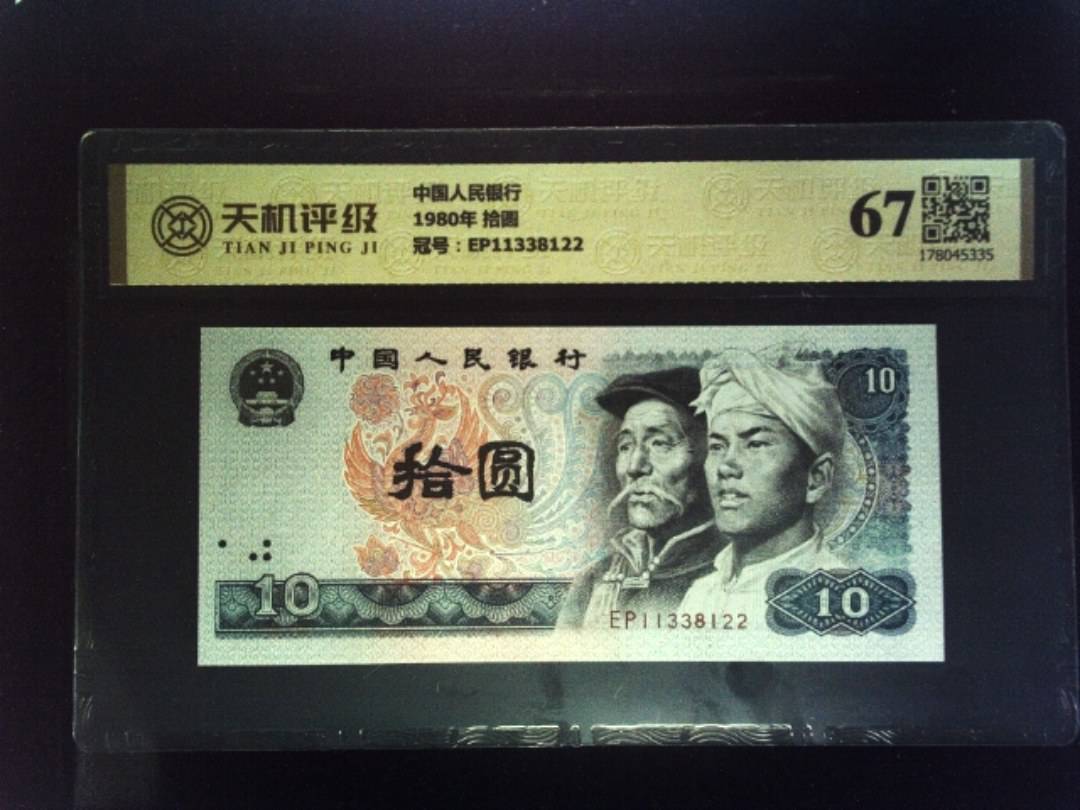 天机评级
TIAN JI PING JI
中国人民银行
1980年 拾圆
冠号：EP11338122
67
178045335
中国人民银行
10
拾圆
10
EP11338122
10